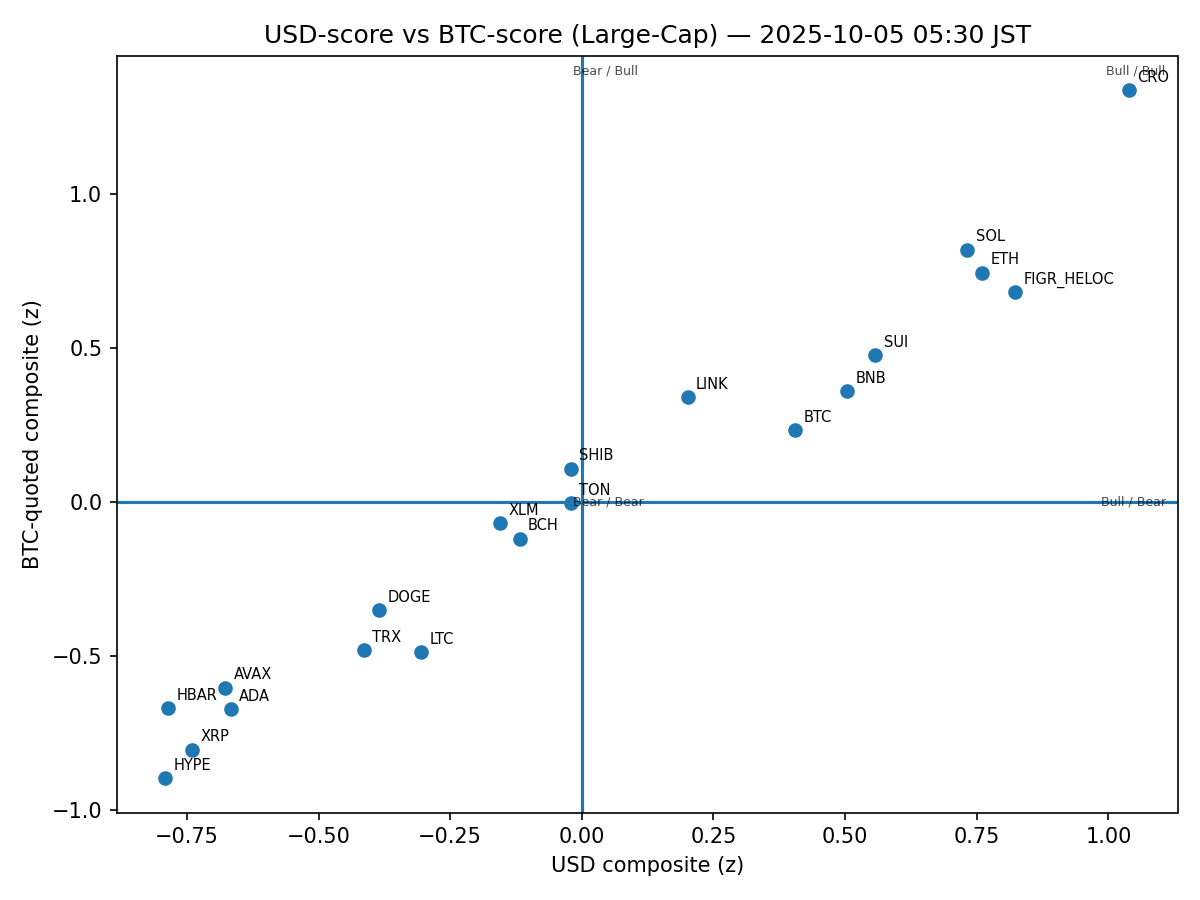 USD-score vs BTC-score (Large-Cap) — 2025-10-05 05:30 JST
Bear / Bull
Bull / Bull
CRO
1.0
SOL
ETH
FIGR_HELOC
0.5
SUI
LINK
BNB
BTC
SHIB
TON
0.0
Bear / Bear
Bull / Bear
XLM
BCH
DOGE
TRX
LTC
−0.5
AVAX
HBAR
ADA
XRP
HYPE
−1.0
−0.75
−0.50
−0.25
0.00
0.25
0.50
0.75
1.00
USD composite (z)
BTC-quoted composite (z)